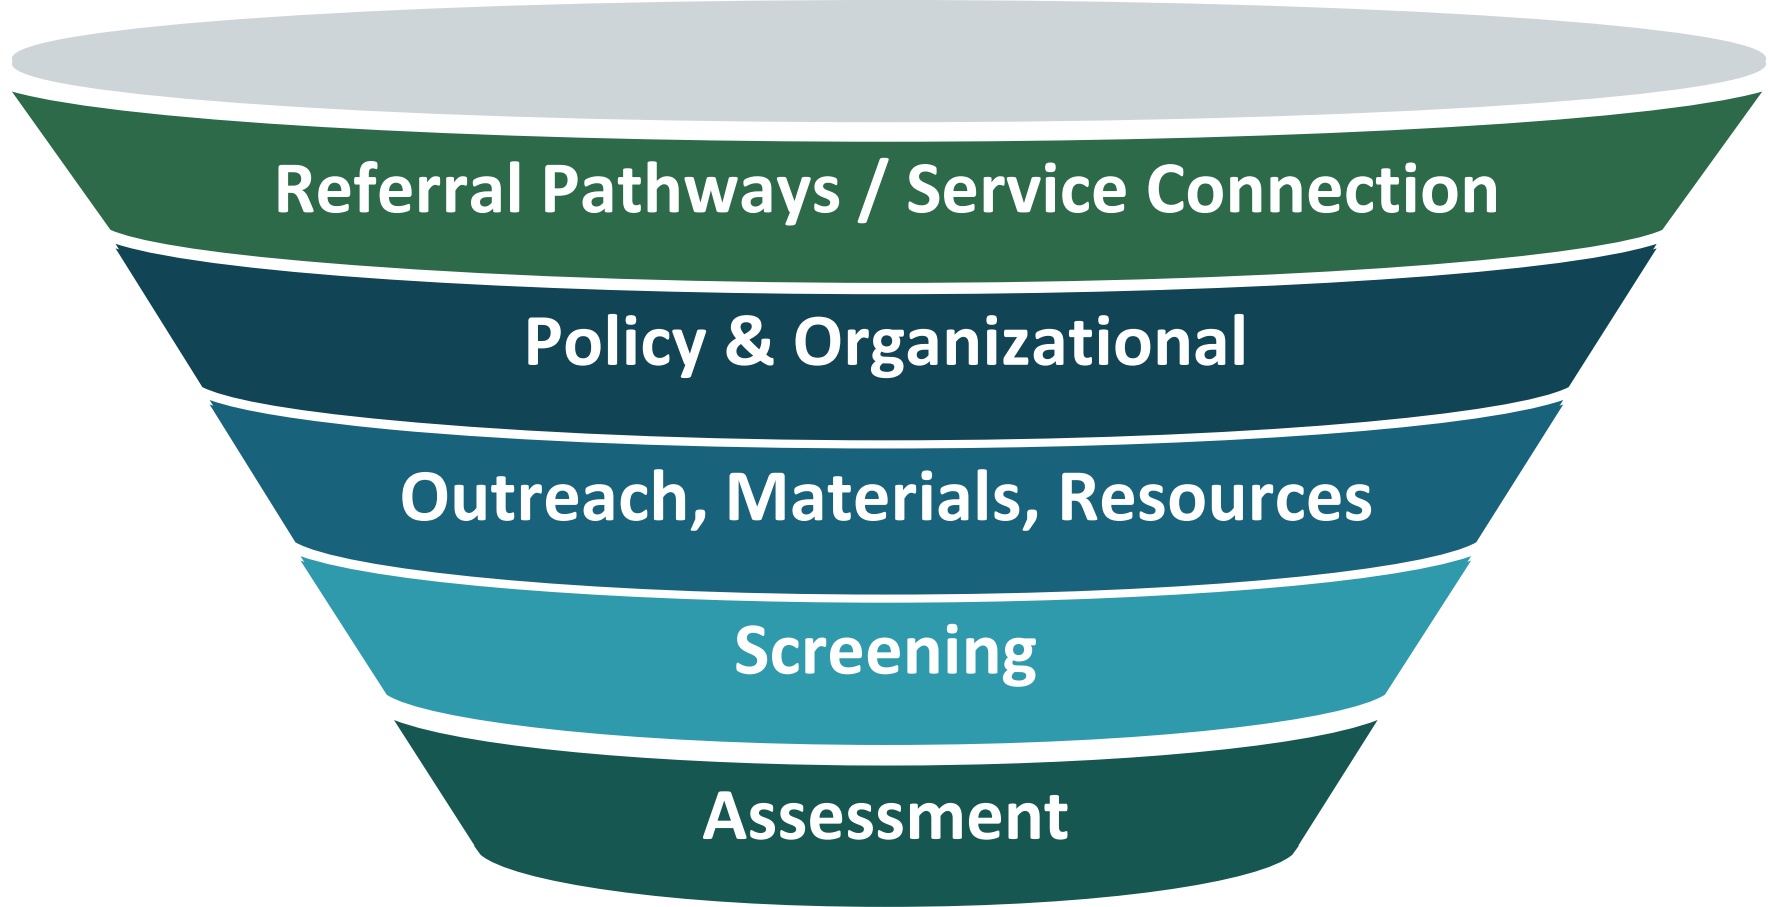 Referral Pathways / Service Connection
Policy & Organizational
Outreach, Materials, Resources
Screening
Assessment